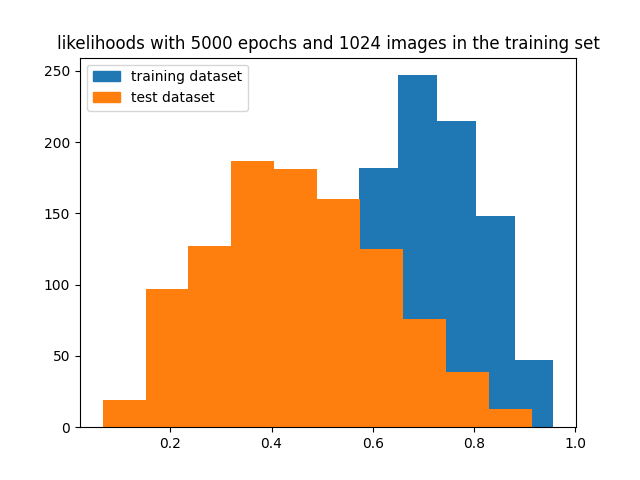 likelihoods with 5000 epochs and 1024 images in the training set
training dataset
test dataset
250
200
150
100
50
0
0.2 0.4 0.6 0.8 1.0